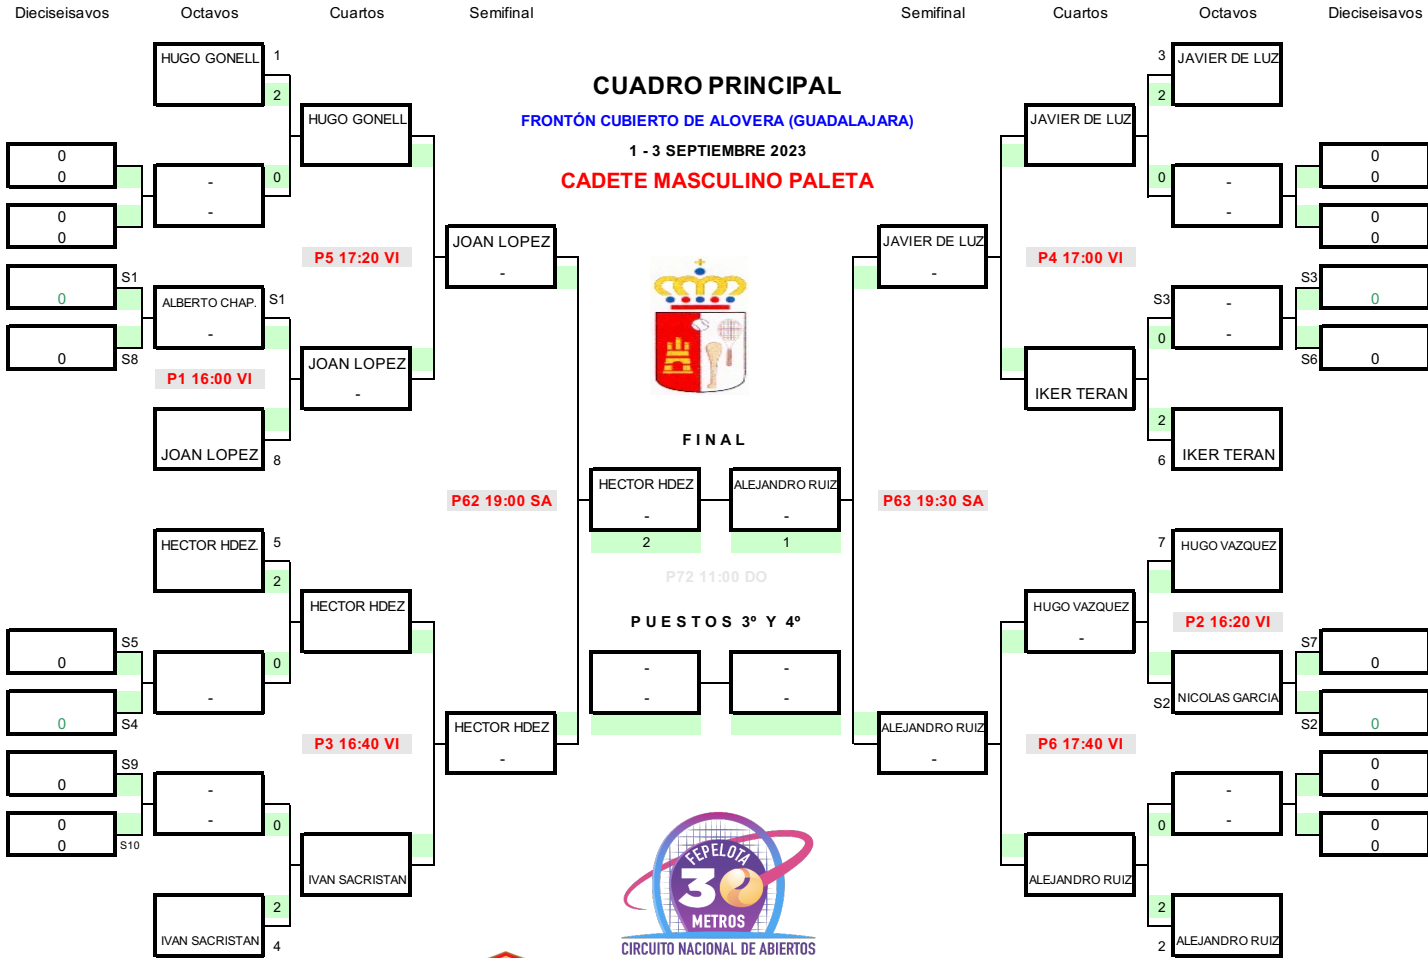 Dieciseisavos Octavos Cuartos Semifinal Semifinal Cuartos Octavos Dieciseisavos
HUGO GONELL 1 3 JAVIER DE LUZ
CUADRO PRINCIPAL
2 2
HUGO GONELL FRONTÓN CUBIERTO DE ALOVERA (GUADALAJARA) JAVIER DE LUZ
0 1 - 3 SEPTIEMBRE 2023 0
0 - 0 CADETE MASCULINO PALETA 0 - 0
0 - - 0
0 JOAN LOPEZ JAVIER DE LUZ 0
P5 17:20 VI P4 17:00 VI
- -
S1 S3
0 ALBERTO CHAP. S1 S3 - 0
- 0 -
0 S8 JOAN LOPEZ S6 0
P1 16:00 VI
- IKER TERAN
2
FINAL
JOAN LOPEZ 8 6 IKER TERAN
HECTOR HDEZ ALEJANDRO RUIZ
P62 19:00 SA P63 19:30 SA
- -
HECTOR HDEZ. 5 2 1 7 HUGO VAZQUEZ
2 P72 11:00 DO
HECTOR HDEZ HUGO VAZQUEZ
PUESTOS 3º Y 4º P2 16:20 VI
S5 - S7
0 0 - - 0
- - - S2 NICOLAS GARCIA
0 S4 HECTOR HDEZ ALEJANDRO RUIZ S2 0
P3 16:40 VI P6 17:40 VI
- -
S9 0
0 - - 0
- 0 0 -
0 0
0 S10 0
IVAN SACRISTAN ALEJANDRO RUIZ
2 2
IVAN SACRISTAN 4 2 ALEJANDRO RUIZ
FEPELOTA
30
METROS
CIRCUITO NACIONAL DE ABIERTOS